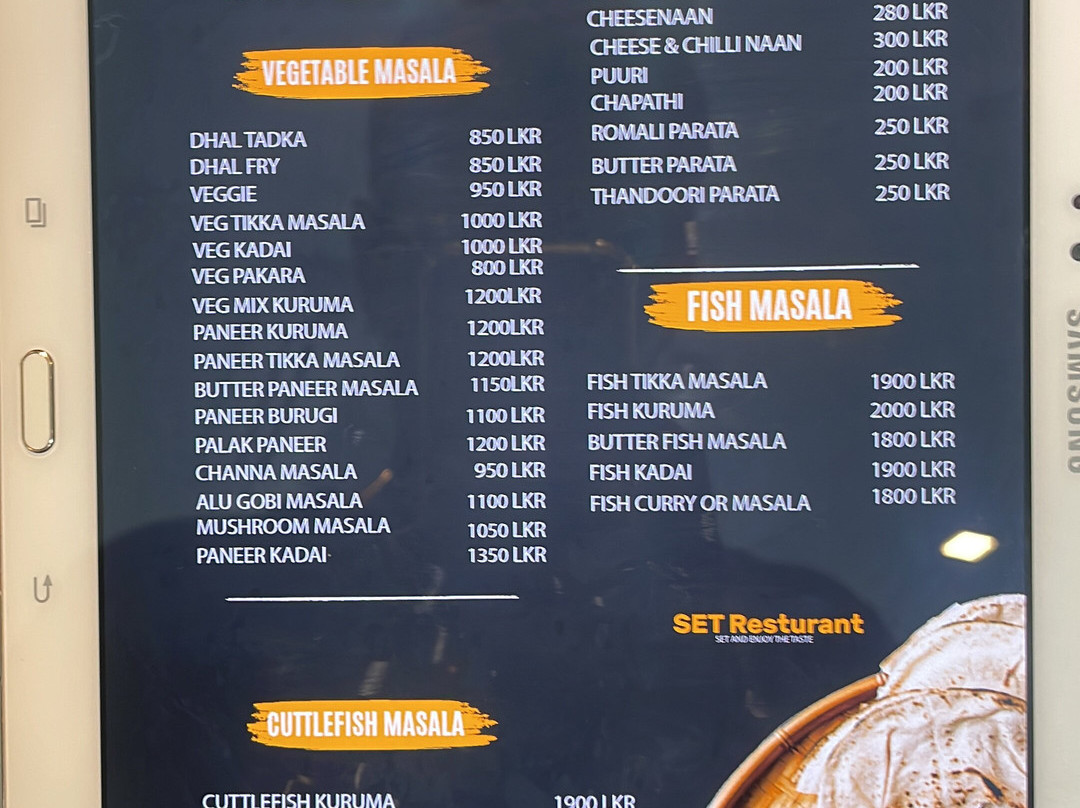 VEGETABLE MASALA
DHAL TADKA 850 LKR
DHAL FRY 850 LKR
VEGGIE 950 LKR
VEG TIKKA MASALA 1000 LKR
VEG KADAI 1000 LKR
VEG PAKARA 800 LKR
VEG MIX KURUMA 1200LKR
PANEER KURUMA 1200LKR
PANEER TIKKA MASALA 1200LKR
BUTTER PANEER MASALA 1150LKR
PANEER BURUGI 1100 LKR
PALAK PANEER 1200 LKR
CHANNA MASALA 950 LKR
ALU GOBI MASALA 1100 LKR
MUSHROOM MASALA 1050 LKR
PANEER KADAI 1350 LKR
CUTTLEFISH MASALA
CUTTLEFISH KURUMA 1900 LKR
CHEESENAAN 280 LKR
CHEESE & CHILLI NAAN 300 LKR
PUURI 200 LKR
CHAPATHI 200 LKR
ROMALI PARATA 250 LKR
BUTTER PARATA 250 LKR
THANDOORI PARATA 250 LKR
FISH MASALA
FISH TIKKA MASALA 1900 LKR
FISH KURUMA 2000 LKR
BUTTER FISH MASALA 1800 LKR
FISH KADAI 1900 LKR
FISH CURRY OR MASALA 1800 LKR
SET Resturant
SET AND ENJOY THE TASTE
SAMSUNG